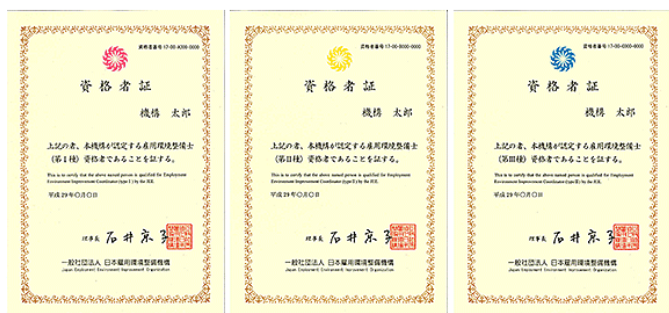 資格者番号 17-00-A000-0000
資格者証
機構 太郎
上記の者、本機構が認定する雇用環境整備士
(第Ⅰ種)資格者であることを証する。
This is to certify that the above named person is qualified for Employment
Environment Improvement Coordinator (type I) by the JEE.
平成29年〇月〇日
理事長 石井京子
一般社団法人 日本雇用環境整備機構
Japan Employment Environment Improvement Organization
資格者番号 17-00-B000-0000
資格者証
機構 太郎
上記の者、本機構が認定する雇用環境整備士
(第Ⅱ種)資格者であることを証する。
This is to certify that the above named person is qualified for Employment
Environment Improvement Coordinator (type II) by the JEE.
平成29年〇月〇日
理事長 石井京子
一般社団法人 日本雇用環境整備機構
Japan Employment Environment Improvement Organization
資格者番号 17-00-0000-0000
資格者証
機構 太郎
上記の者、本機構が認定する雇用環境整備士
(第Ⅲ種)資格者であることを証する。
This is to certify that the above named person is qualified for Employment
Environment Improvement Coordinator (type III) by the JEE.
平成29年〇月〇日
理事長 石井京子
一般社団法人 日本雇用環境整備機構
Japan Employment Environment Improvement Organization